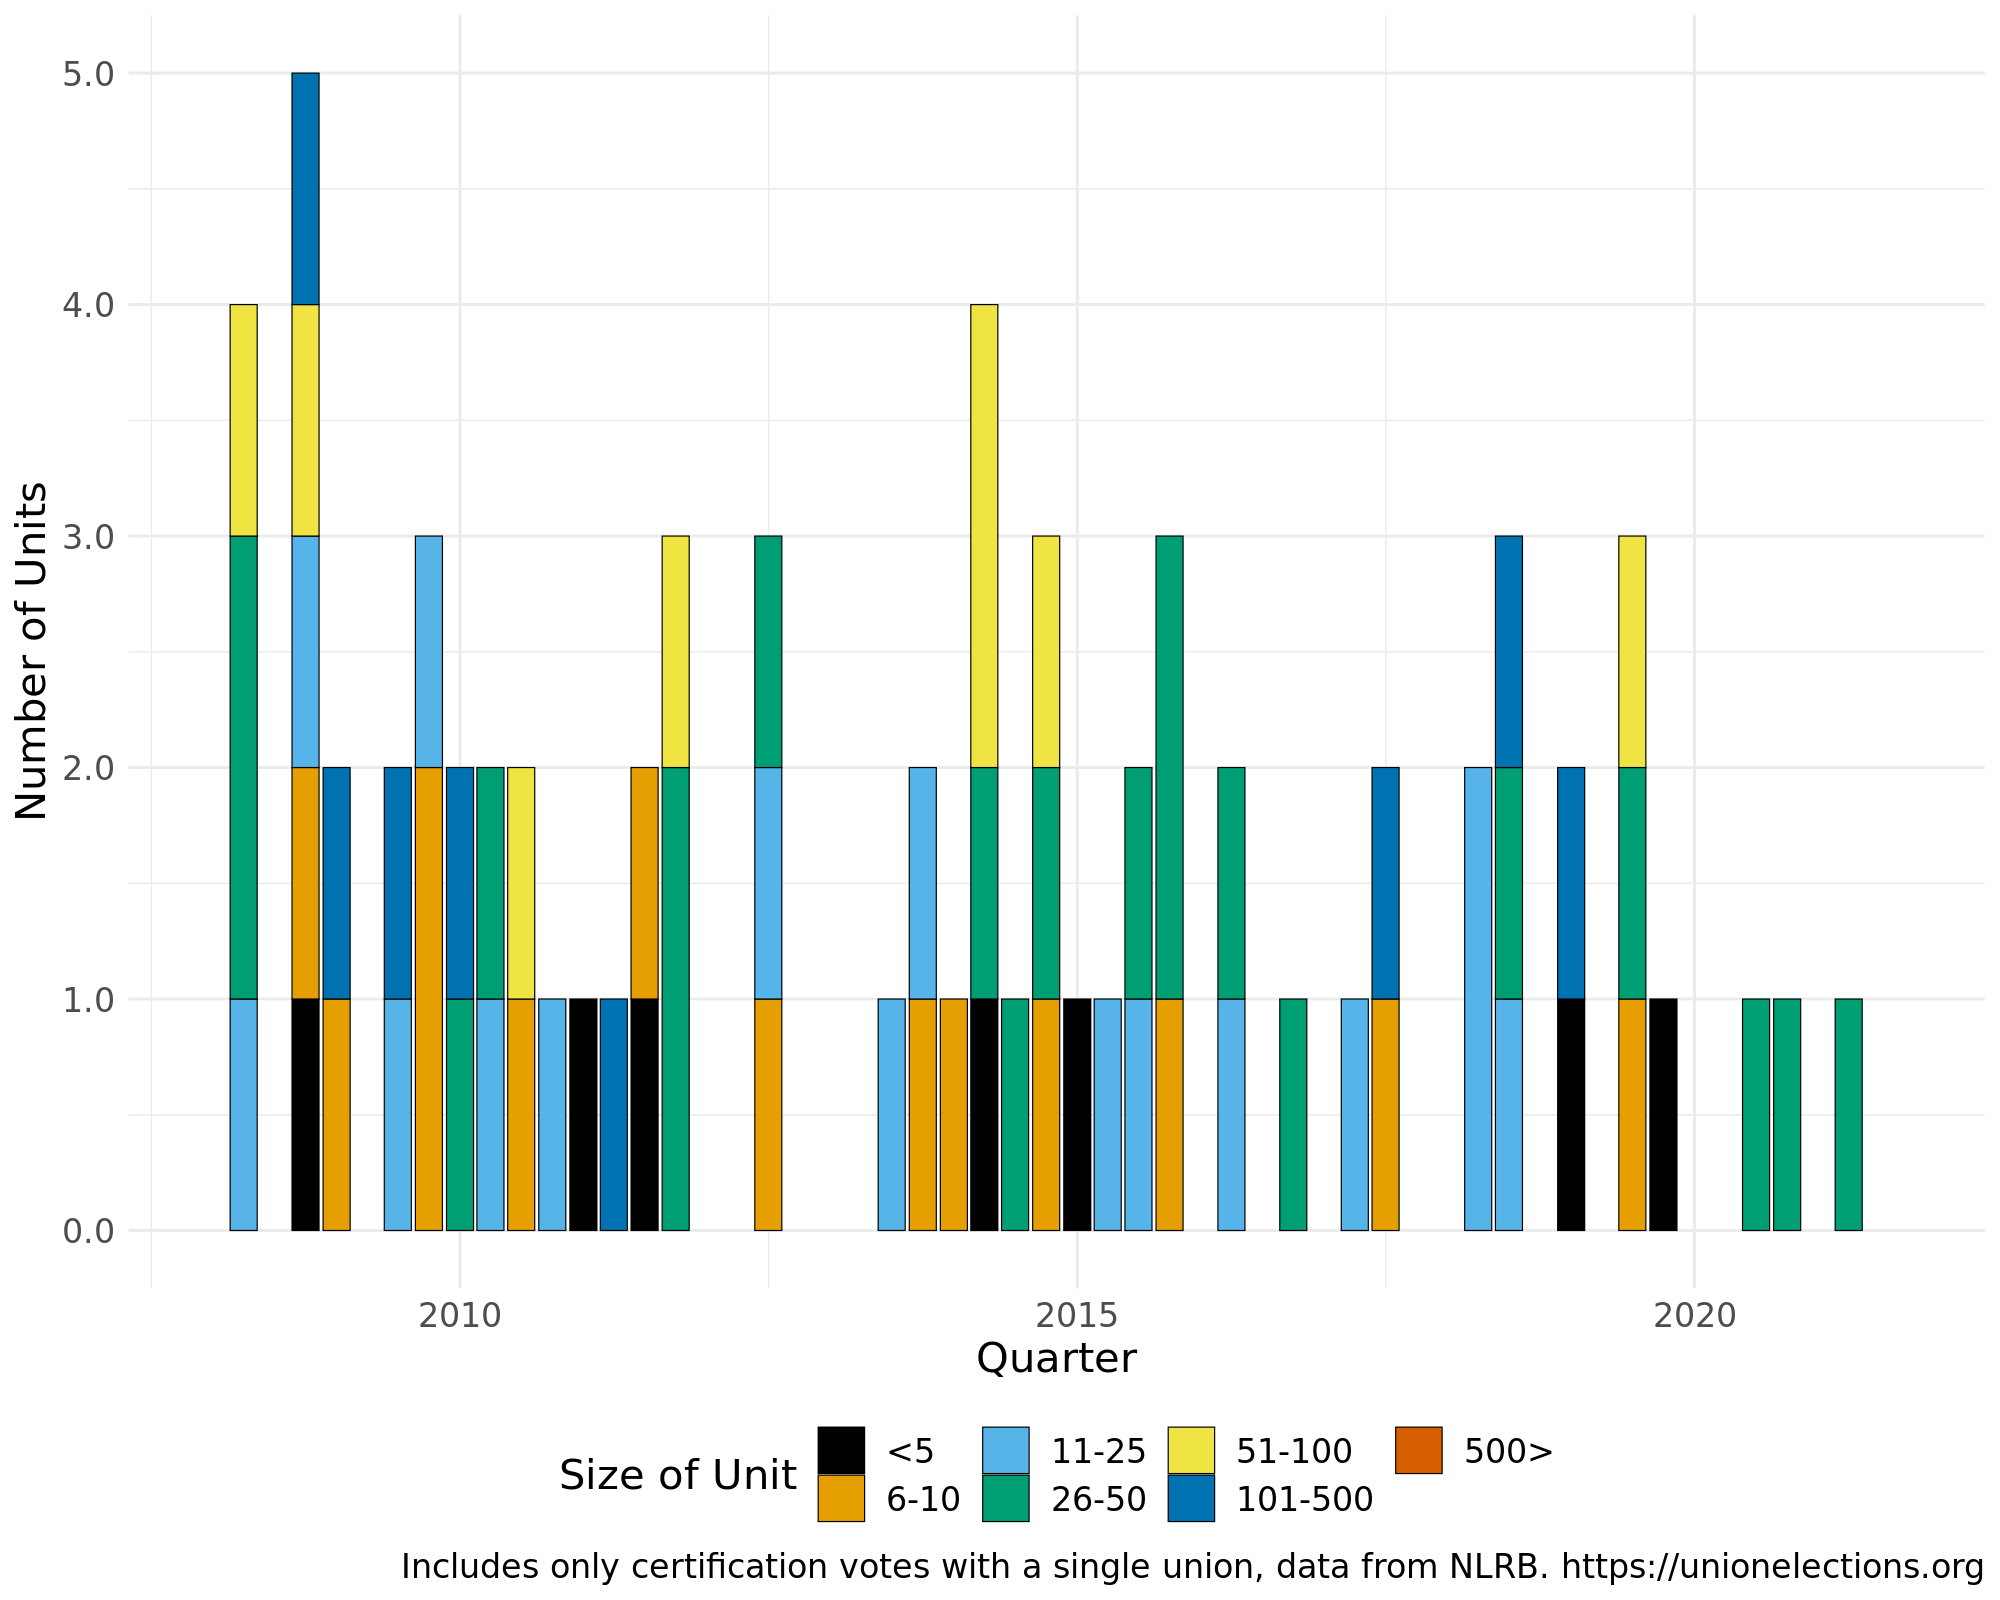 5.0
4.0
3.0
2.0
1.0
0.0
Number of Units
2010 2015 2020
Quarter
Size of Unit
<5 11-25 51-100 500>
6-10 26-50 101-500
Includes only certification votes with a single union, data from NLRB. https://unionelections.org